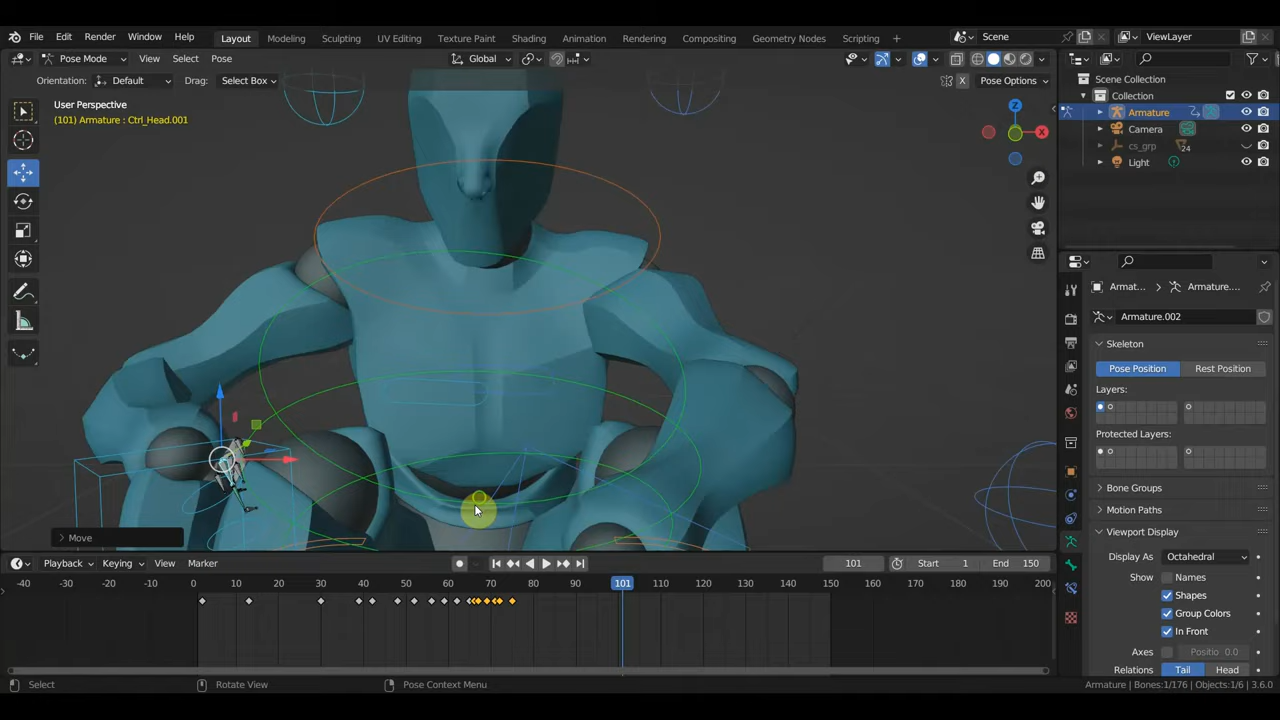 File Edit Render Window Help Layout Modeling Sculpting UV Editing Texture Paint Shading Animation Rendering Compositing Geometry Nodes Scripting + Scene ViewLayer
Pose Mode View Select Pose Global
Orientation: Default Drag: Select Box X Pose Options
User Perspective
(101) Armature : Ctrl_Head.001
Z
X
Scene Collection
Collection
Armature
Camera
cs_grp 24
Light
Armat... > Armature....
Armature.002
Skeleton
Pose Position Rest Position
Layers:
Protected Layers:
Bone Groups
Motion Paths
Viewport Display
Display As Octahedral
Show Names
Shapes
Group Colors
In Front
Axes Positio 0.0
Relations Tail Head
> Move
Playback Keying View Marker 101 Start 1 End 150
-40 -30 -20 -10 0 10 20 30 40 50 60 70 80 90 101 110 120 130 140 150 160 170 180 190 200
Select Rotate View Pose Context Menu Armature | Bones:1/176 | Objects:1/6 | 3.6.0